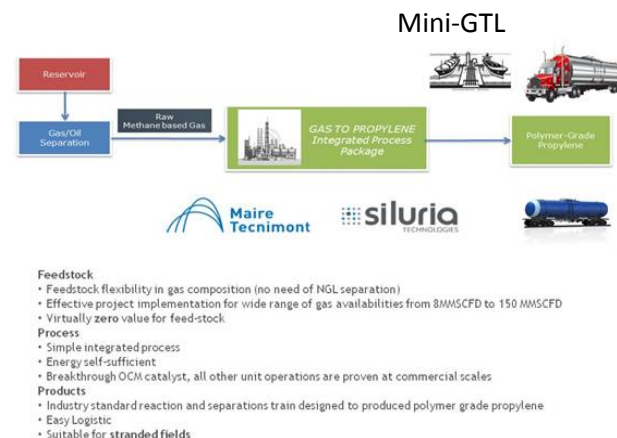 Mini-GTL
Reservoir
Gas/Oil
Separation
Raw
Methane based Gas
GAS TO PROPYLENE
Integrated Process
Package
Polymer-Grade
Propylene
Maire
Tecnimont
siluria
TECHNOLOGIES
Feedstock
• Feedstock flexibility in gas composition (no need of NGL separation)
• Effective project implementation for wide range of gas availabilities from 8MMSCFD to 150 MMSCFD
• Virtually zero value for feed-stock
Process
• Simple integrated process
• Energy self-sufficient
• Breakthrough OCM catalyst, all other unit operations are proven at commercial scales
Products
• Industry standard reaction and separations train designed to produced polymer grade propylene
• Easy Logistic
• Suitable for stranded fields